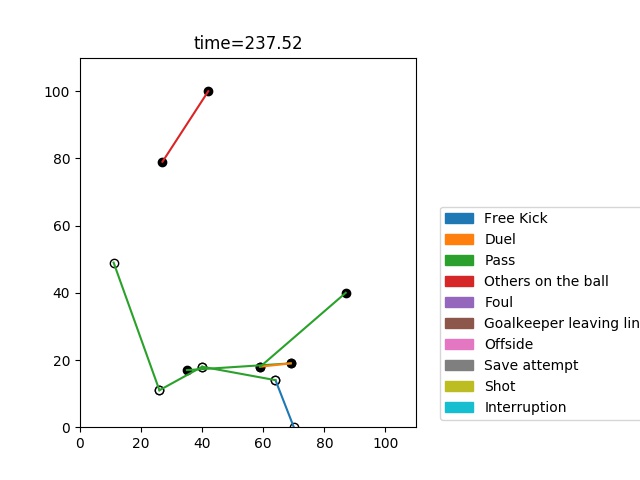 time=237.52
100
80
60
40
20
0
0 20 40 60 80 100
Free Kick
Duel
Pass
Others on the ball
Foul
Goalkeeper leaving lin
Offside
Save attempt
Shot
Interruption